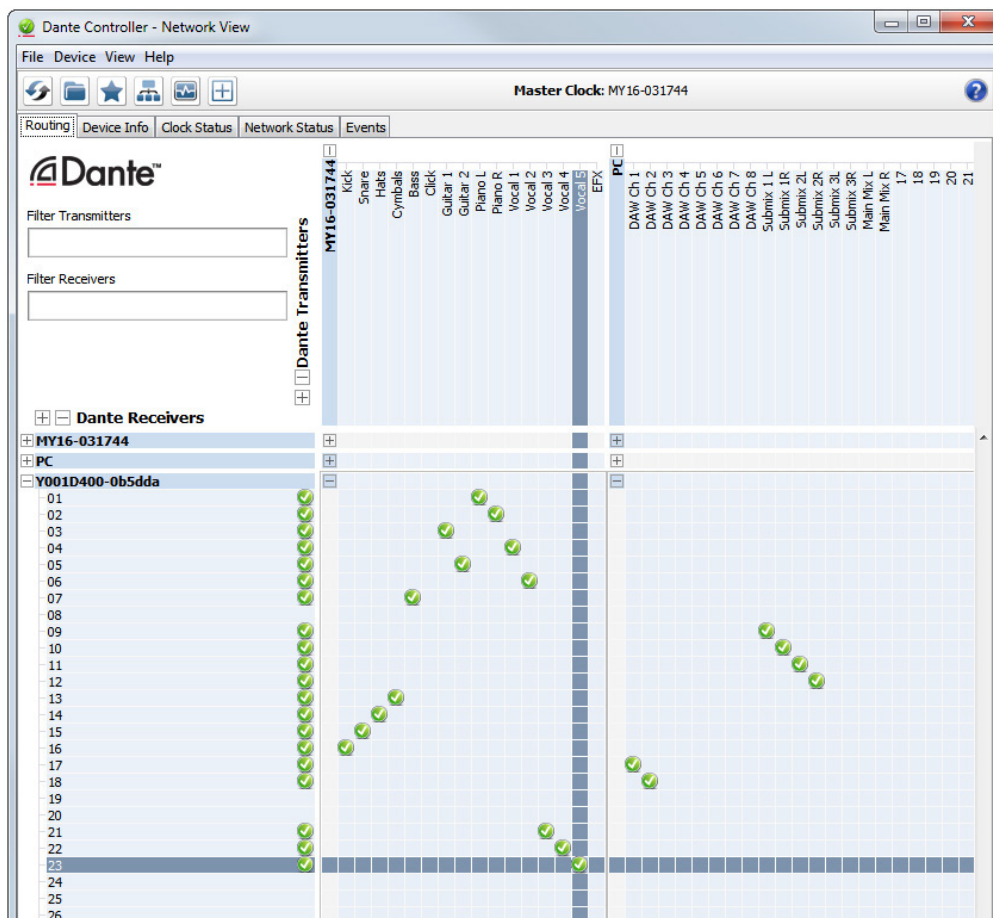 Dante Controller - Network View
File Device View Help
Master Clock: MY16-031744
Routing Device Info Clock Status Network Status Events
Dante™
Filter Transmitters
Filter Receivers
Dante Transmitters
MY16-031744
Kick
Snare
Hats
Cymbals
Bass
Click
Guitar 1
Guitar 2
Piano L
Piano R
Vocal 1
Vocal 2
Vocal 3
Vocal 4
Vocal 5
EFX
PC
DAW Ch 1
DAW Ch 2
DAW Ch 3
DAW Ch 4
DAW Ch 5
DAW Ch 6
DAW Ch 7
DAW Ch 8
Submix 1 L
Submix 1R
Submix 2L
Submix 2R
Submix 3L
Submix 3R
Main Mix L
Main Mix R
17
18
19
20
21
Dante Receivers
MY16-031744
PC
Y001D400-0b5dda
01
02
03
04
05
06
07
08
09
10
11
12
13
14
15
16
17
18
19
20
21
22
23
24
25
26